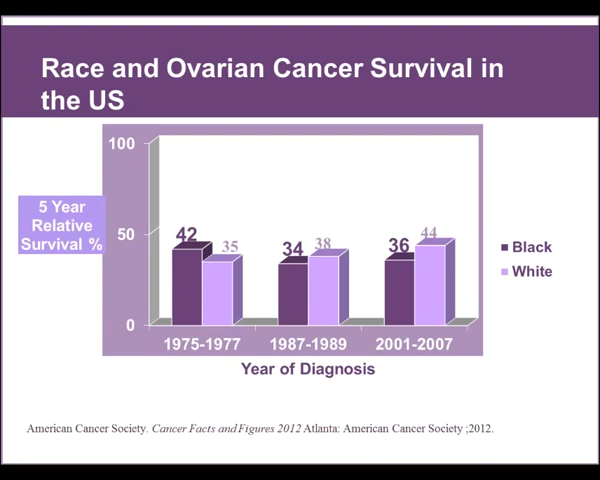 Race and Ovarian Cancer Survival in
the US
100
50
0
5 Year
Relative
Survival %
42
35
34
38
36
44
Black
White
1975-1977
1987-1989
2001-2007
Year of Diagnosis
American Cancer Society. Cancer Facts and Figures 2012 Atlanta: American Cancer Society ;2012.